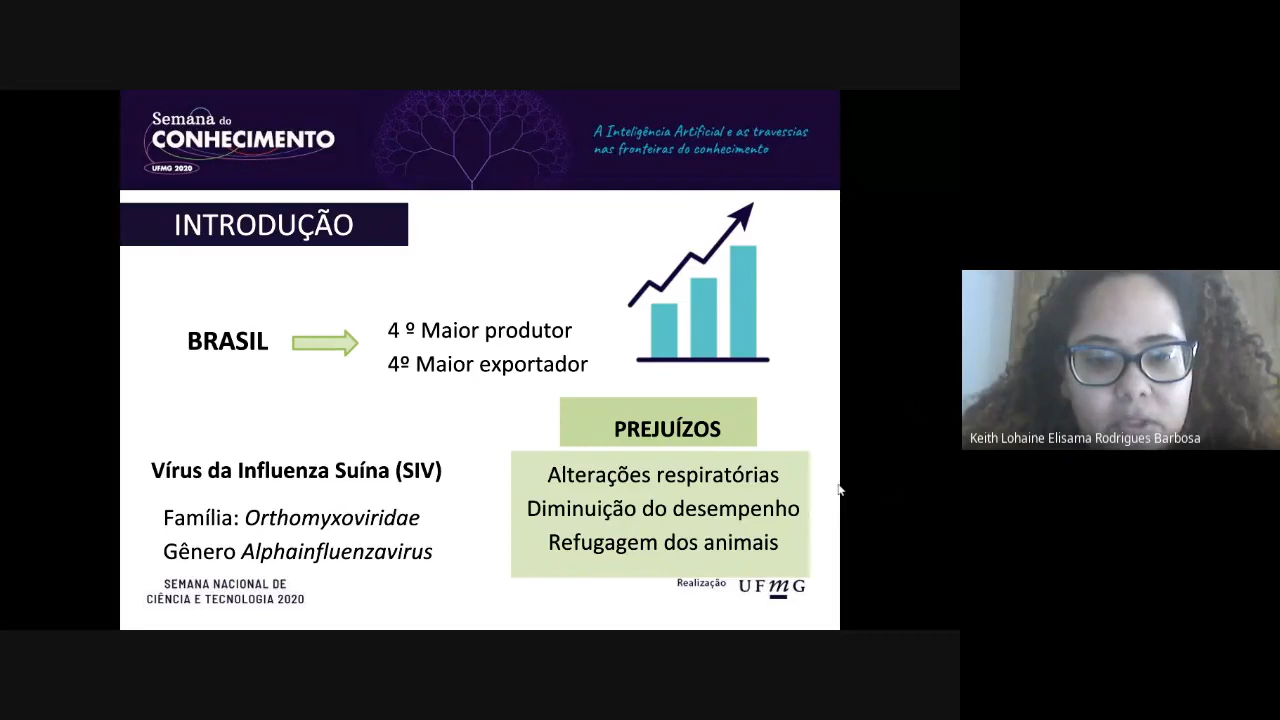 Semana do
CONHECIMENTO
UFMG 2020
A Inteligência Artificial e as travessias
nas fronteiras do conhecimento
INTRODUÇÃO
BRASIL
4 º Maior produtor
4º Maior exportador
PREJUÍZOS
Alterações respiratórias
Diminuição do desempenho
Refugagem dos animais
Vírus da Influenza Suína (SIV)
Família: Orthomyxoviridae
Gênero Alphainfluenzavirus
SEMANA NACIONAL DE
CIÊNCIA E TECNOLOGIA 2020
Realização
UFmG
Keith Lohaine Elisama Rodrigues Barbosa